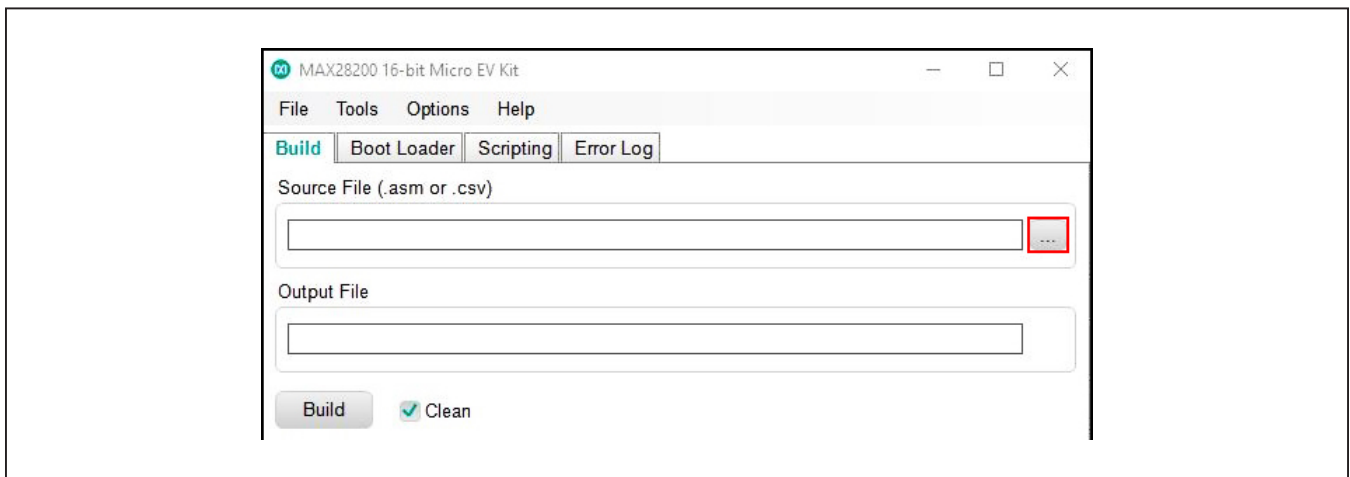 MAX28200 16-bit Micro EV Kit
File Tools Options Help
Build Boot Loader Scripting Error Log
Source File (.asm or .csv)
...
Output File
Build Clean